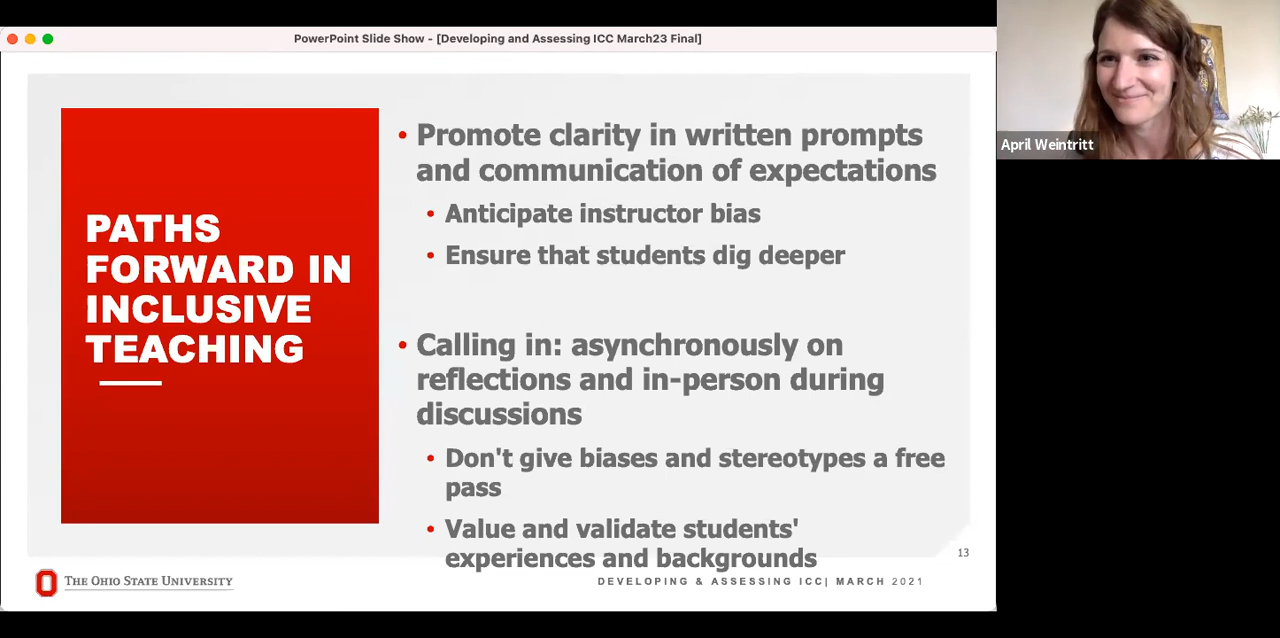 PowerPoint Slide Show - [Developing and Assessing ICC March23 Final]
April Weintritt
PATHS
FORWARD IN
INCLUSIVE
TEACHING
• Promote clarity in written prompts
and communication of expectations
• Anticipate instructor bias
• Ensure that students dig deeper
• Calling in: asynchronously on
reflections and in-person during
discussions
• Don't give biases and stereotypes a free
pass
• Value and validate students'
experiences and backgrounds
13
THE OHIO STATE UNIVERSITY
DEVELOPING & ASSESSING ICC| MARCH 2021